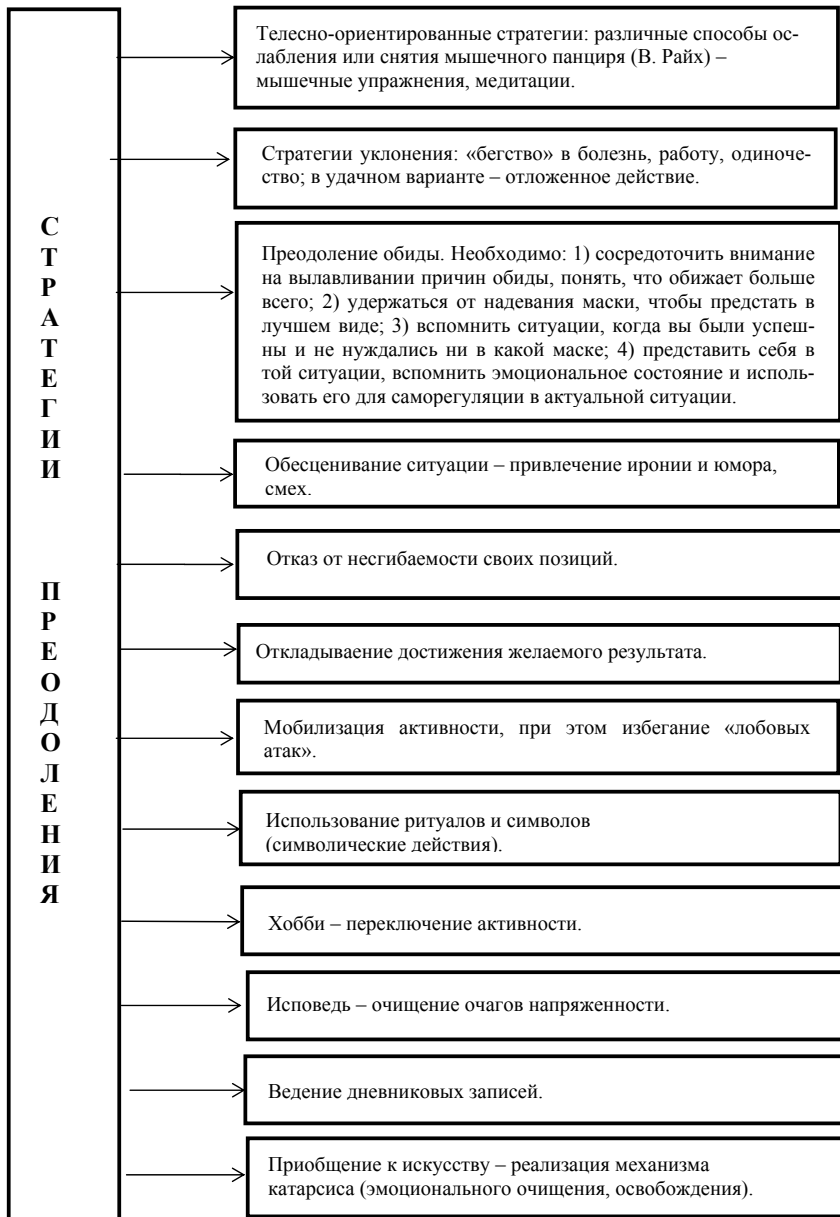 СТРАТЕГИИ
ПРЕОДОЛЕНИЯ
Телесно-ориентированные стратегии: различные способы ос-
лабления или снятия мышечного панциря (В. Райх) –
мышечные упражнения, медитации.
Стратегии уклонения: «бегство» в болезнь, работу, одиноче-
ство; в удачном варианте – отложенное действие.
Преодоление обиды. Необходимо: 1) сосредоточить внимание
на вылавливании причин обиды, понять, что обижает больше
всего; 2) удержаться от надевания маски, чтобы предстать в
лучшем виде; 3) вспомнить ситуации, когда вы были успеш-
ны и не нуждались ни в какой маске; 4) представить себя в
той ситуации, вспомнить эмоциональное состояние и исполь-
зовать его для саморегуляции в актуальной ситуации.
Обесценивание ситуации – привлечение иронии и юмора,
смех.
Отказ от несгибаемости своих позиций.
Откладываение достижения желаемого результата.
Мобилизация активности, при этом избегание «лобовых
атак».
Использование ритуалов и символов
(символические действия).
Хобби – переключение активности.
Исповедь – очищение очагов напряженности.
Ведение дневниковых записей.
Приобщение к искусству – реализация механизма
катарсиса (эмоционального очищения, освобождения).